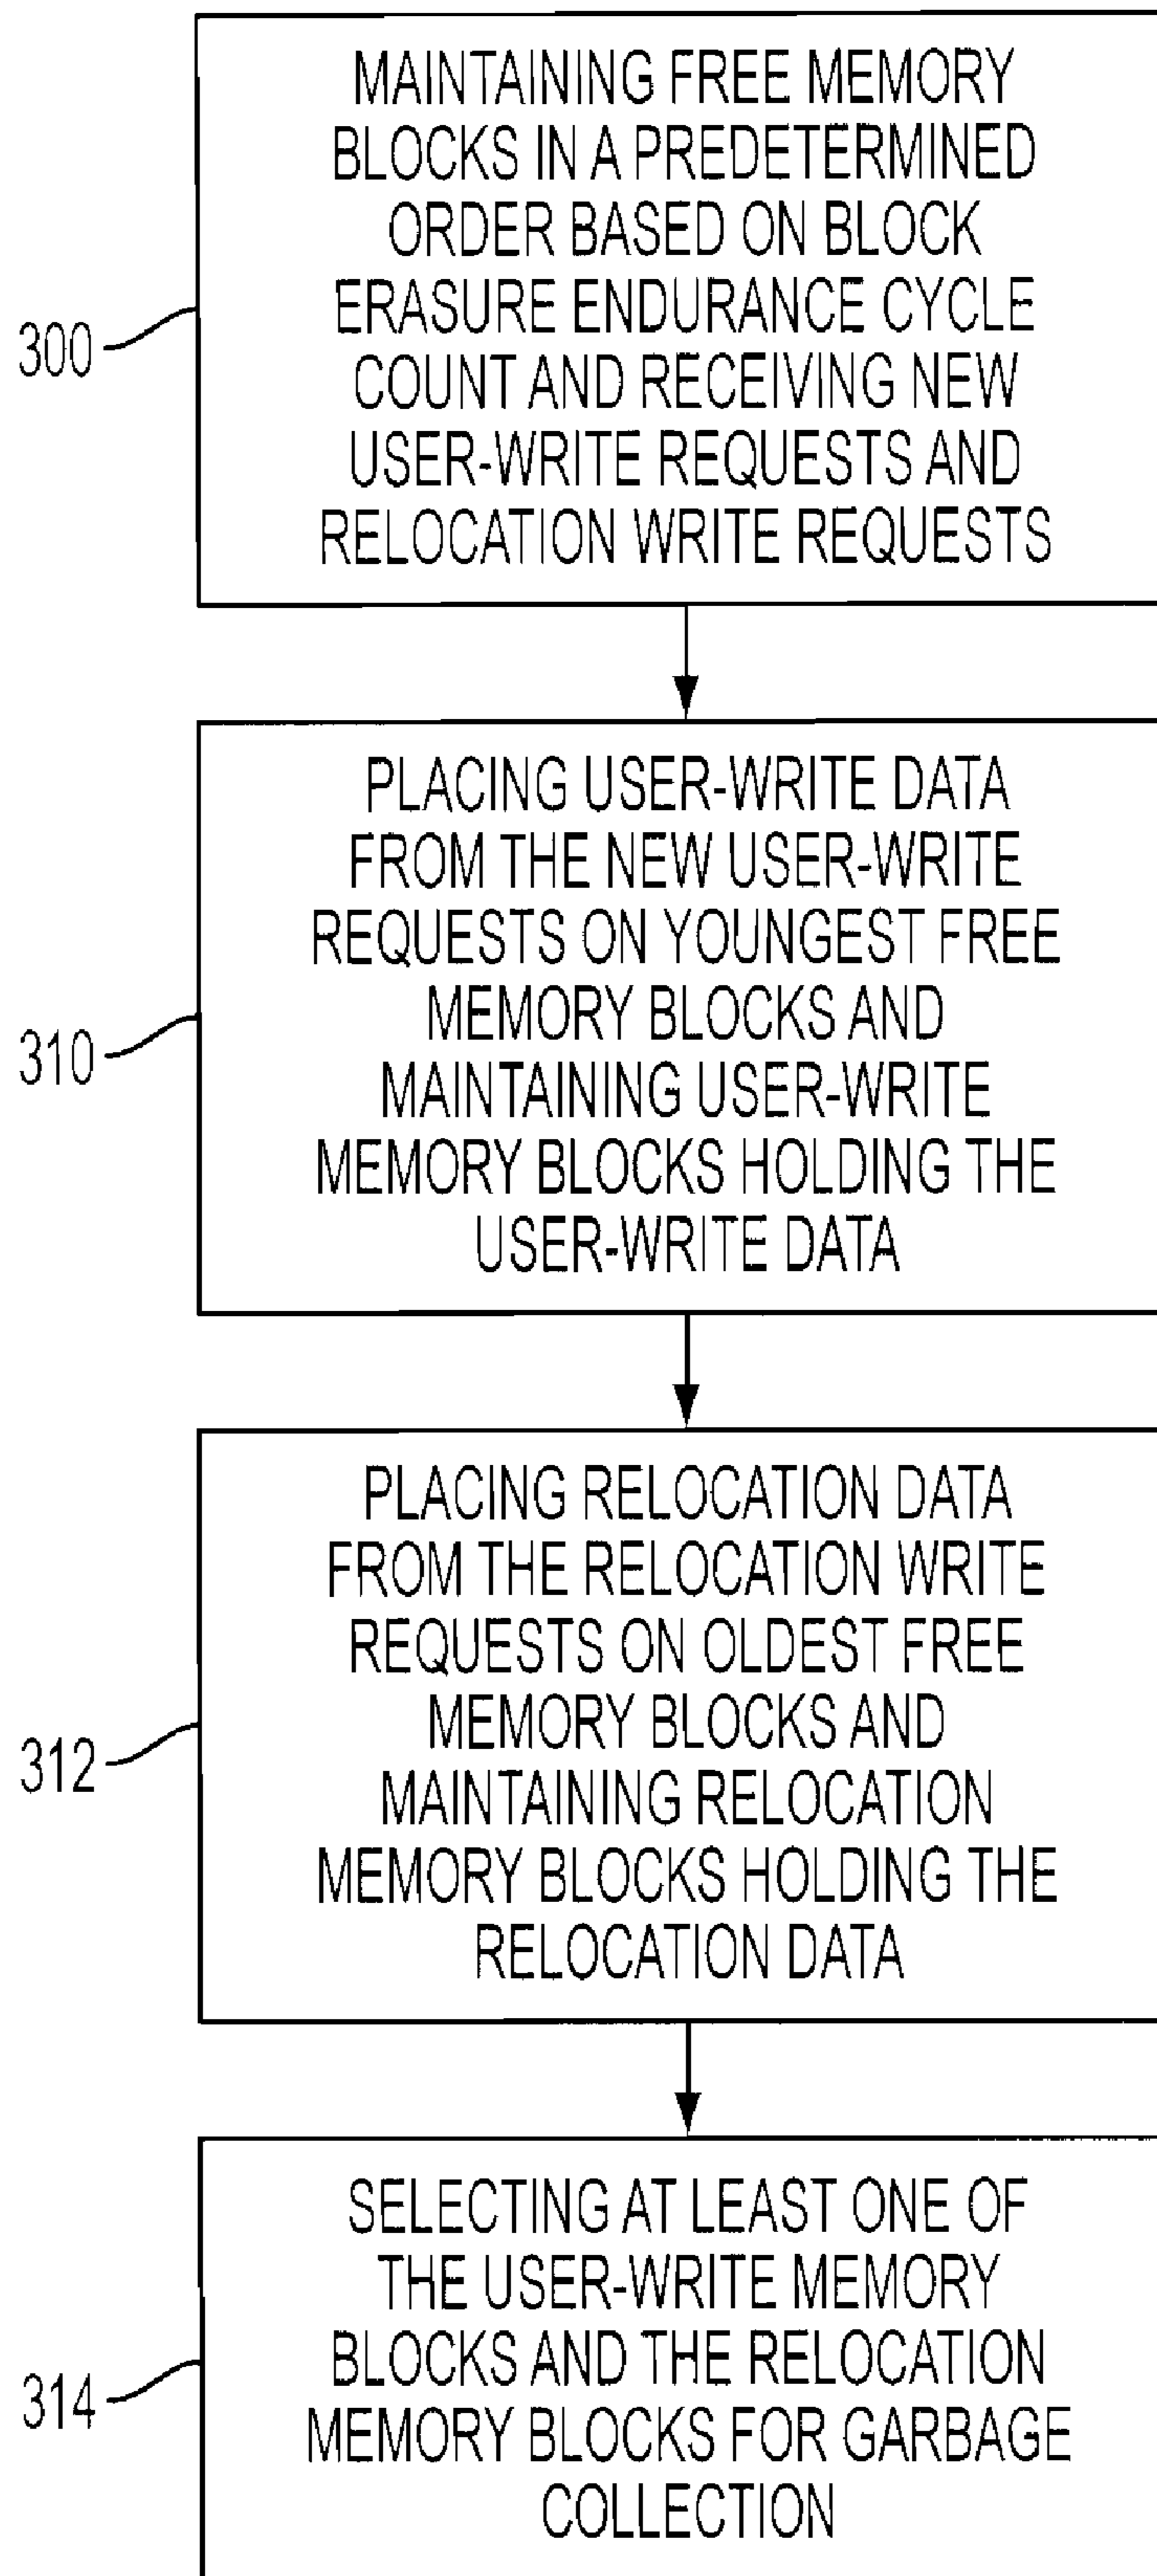 MAINTAINING FREE MEMORY
BLOCKS IN A PREDETERMINED
ORDER BASED ON BLOCK
ERASURE ENDURANCE CYCLE
COUNT AND RECEIVING NEW
USER-WRITE REQUESTS AND
RELOCATION WRITE REQUESTS
300
PLACING USER-WRITE DATA
FROM THE NEW USER-WRITE
REQUESTS ON YOUNGEST FREE
MEMORY BLOCKS AND
MAINTAINING USER-WRITE
MEMORY BLOCKS HOLDING THE
USER-WRITE DATA
310
PLACING RELOCATION DATA
FROM THE RELOCATION WRITE
REQUESTS ON OLDEST FREE
MEMORY BLOCKS AND
MAINTAINING RELOCATION
MEMORY BLOCKS HOLDING THE
RELOCATION DATA
312
SELECTING AT LEAST ONE OF
THE USER-WRITE MEMORY
BLOCKS AND THE RELOCATION
MEMORY BLOCKS FOR GARBAGE
COLLECTION
314